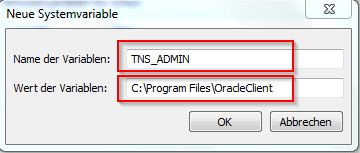 Neue Systemvariable
Name der Variablen: TNS_ADMIN
Wert der Variablen: C:\Program Files\OracleClient
OK Abbrechen